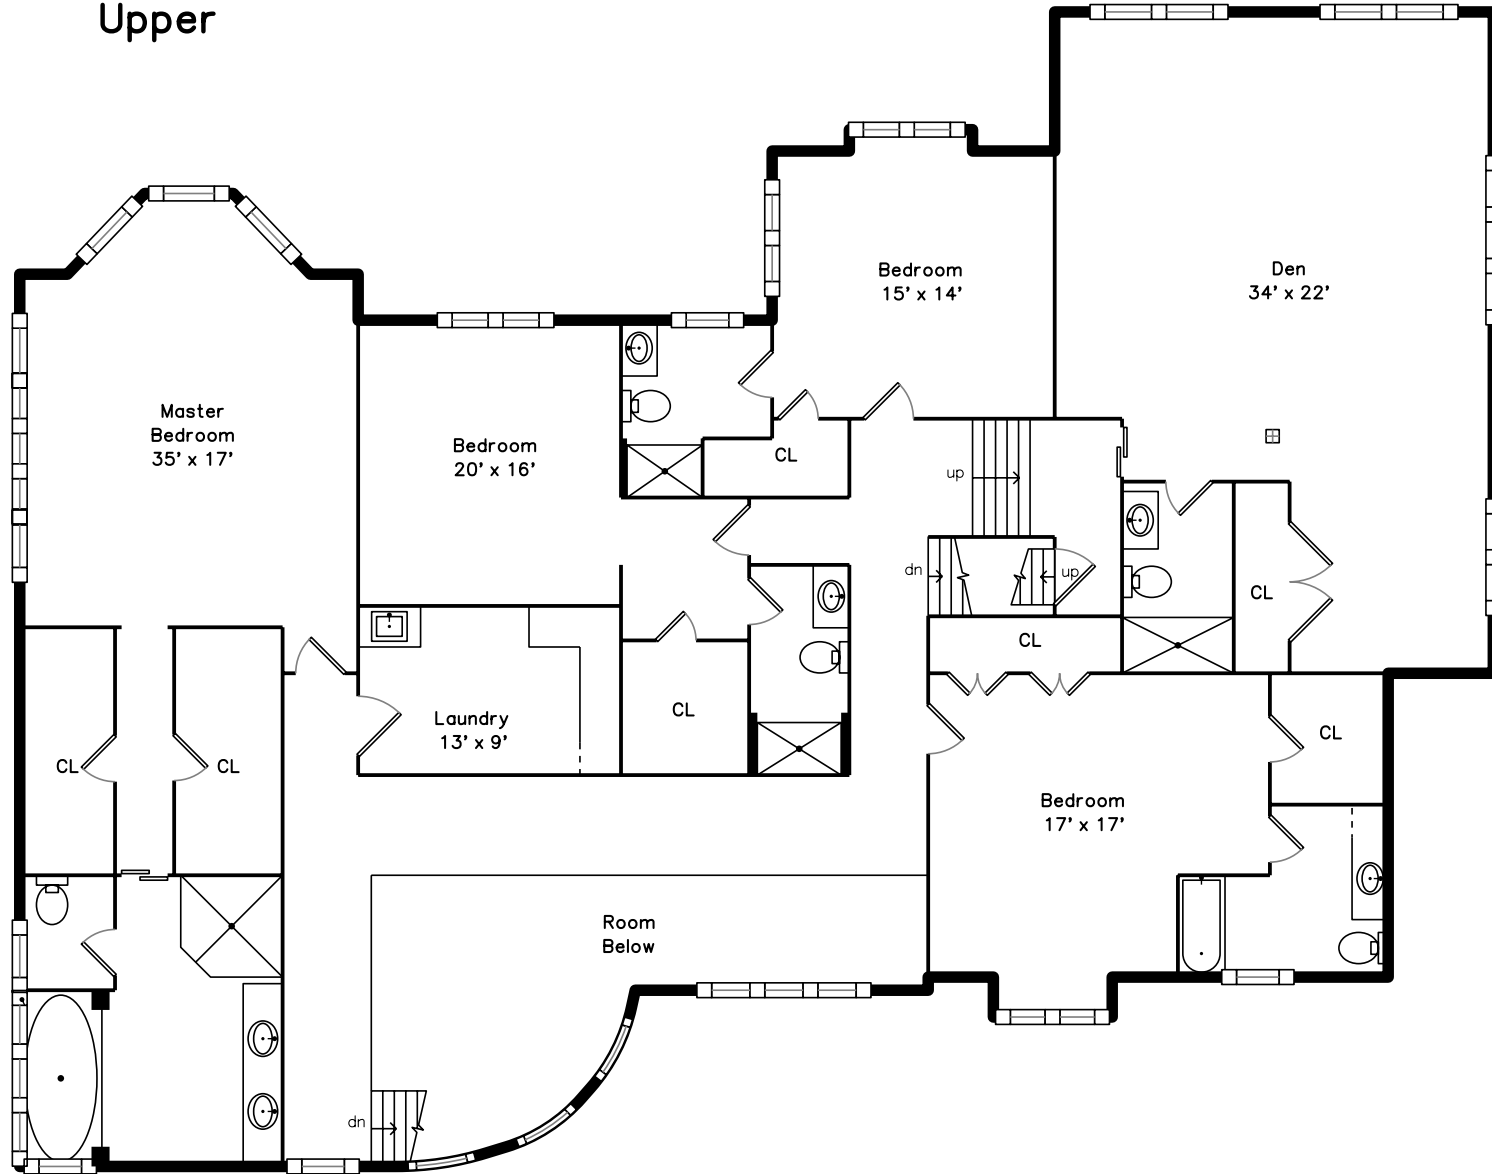 Upper
Bedroom
15' x 14'
Den
34' x 22'
Master
Bedroom
35' x 17'
Bedroom
20' x 16'
CL
up
dn
up
CL
CL
CL
Laundry
13' x 9'
CL
CL
CL
Bedroom
17' x 17'
Room
Below
dn